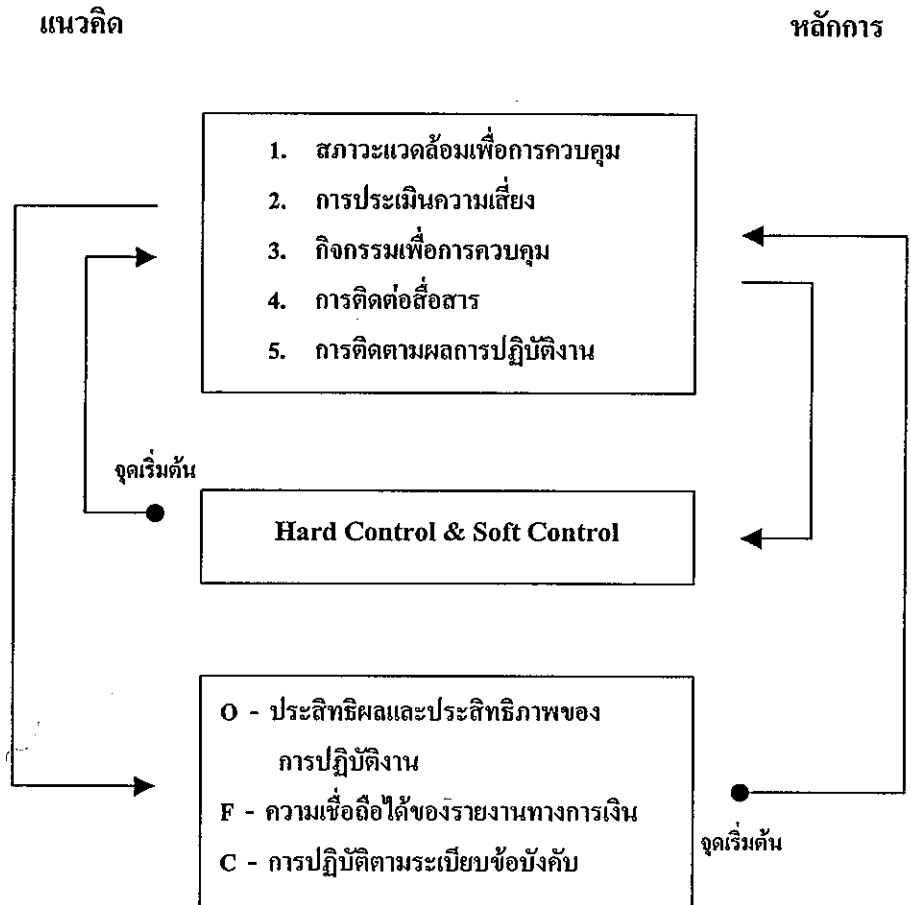 แนวคิด
หลักการ
1. สภาวะแวดล้อมเพื่อการควบคุม
2. การประเมินความเสี่ยง
3. กิจกรรมเพื่อการควบคุม
4. การติดต่อสื่อสาร
5. การติดตามผลการปฏิบัติงาน
จุดเริ่มต้น
Hard Control & Soft Control
O - ประสิทธิผลและประสิทธิภาพของ
การปฏิบัติงาน
F - ความเชื่อถือได้ของรายงานทางการเงิน
C - การปฏิบัติตามระเบียบข้อบังคับ
จุดเริ่มต้น